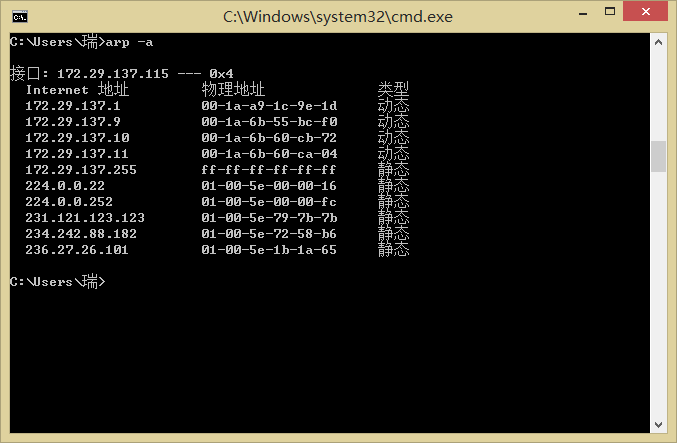 C:\Windows\system32\cmd.exe
C:\Users\瑞>arp -a
接口: 172.29.137.115 --- 0x4
Internet 地址 物理地址 类型
172.29.137.1 00-1a-a9-1c-9e-1d 动态
172.29.137.9 00-1a-6b-55-bc-f0 动态
172.29.137.10 00-1a-6b-60-cb-72 动态
172.29.137.11 00-1a-6b-60-ca-04 动态
172.29.137.255 ff-ff-ff-ff-ff-ff 静态
224.0.0.22 01-00-5e-00-00-16 静态
224.0.0.252 01-00-5e-00-00-fc 静态
231.121.123.123 01-00-5e-79-7b-7b 静态
234.242.88.182 01-00-5e-72-58-b6 静态
236.27.26.101 01-00-5e-1b-1a-65 静态
C:\Users\瑞>